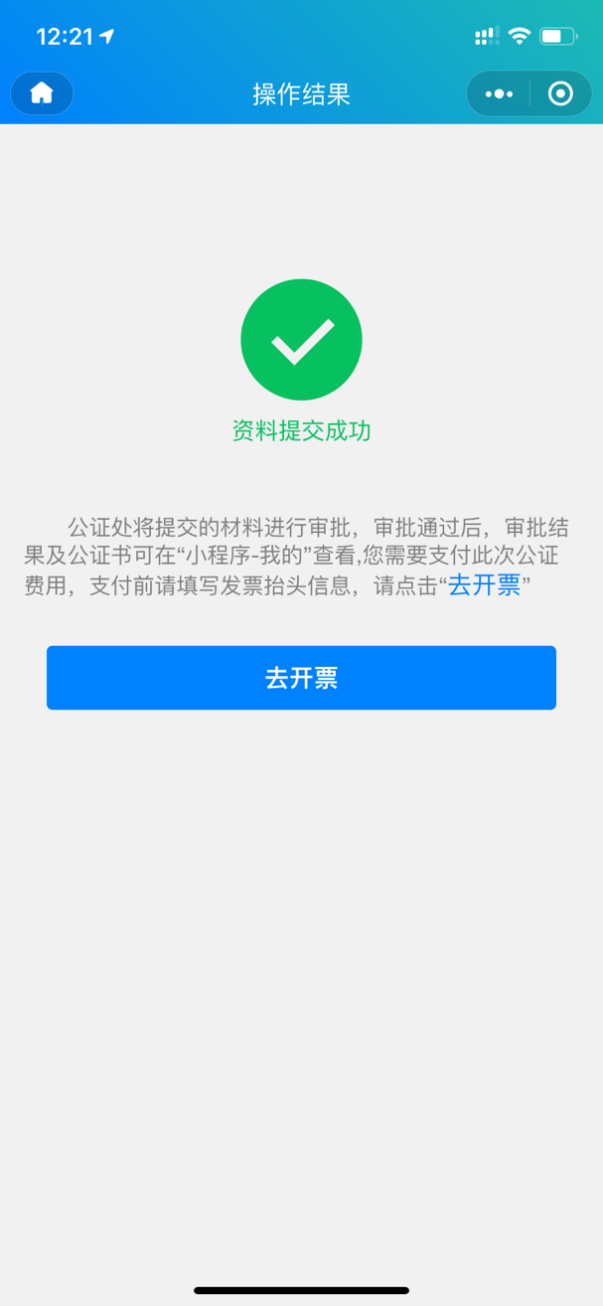 12:21
操作结果
资料提交成功
公证处将提交的材料进行审批，审批通过后，审批结
果及公证书可在“小程序-我的”查看,您需要支付此次公证
费用，支付前请填写发票抬头信息，请点击“去开票”
去开票